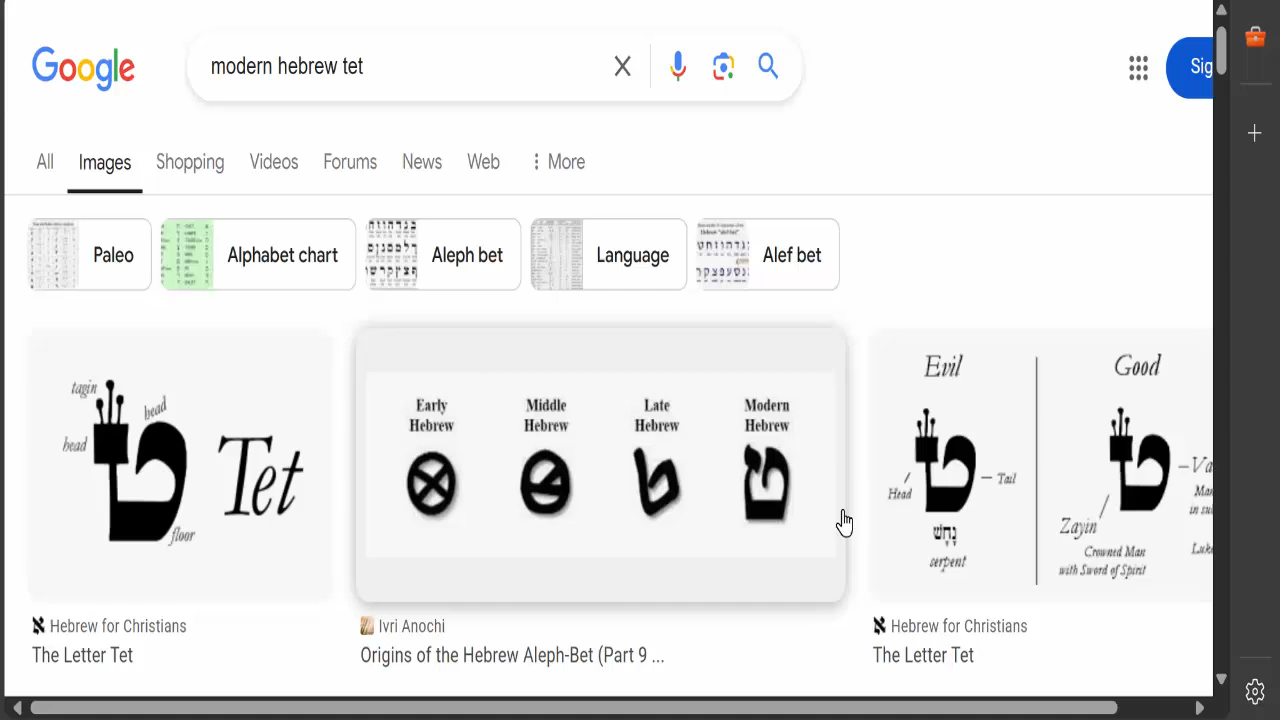 Google
modern hebrew tet
Sig
All
Images
Shopping
Videos
Forums
News
Web
More
Paleo
Alphabet chart
Aleph bet
Language
Alef bet
tagin
head
head
Tet
floor
Early Hebrew
Middle Hebrew
Late Hebrew
Modern Hebrew
Evil
Head
Tail
נָחָשׁ
serpent
Good
Zayin
Crowned Man
with Sword of Spirit
Hebrew for Christians
The Letter Tet
Ivri Anochi
Origins of the Hebrew Aleph-Bet (Part 9 ...
Hebrew for Christians
The Letter Tet